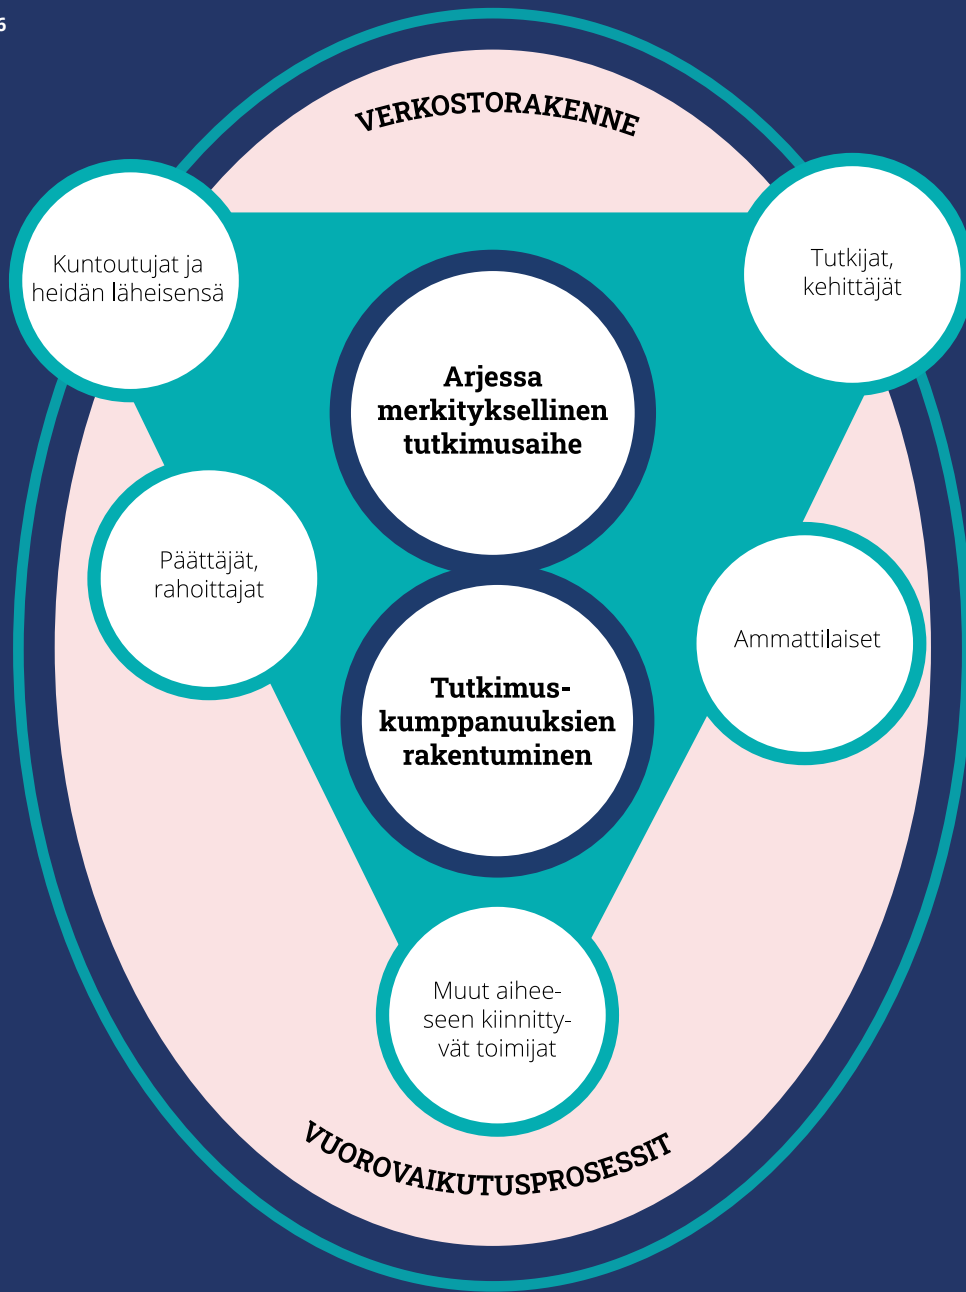 6
VERKOSTORAKENNE
Kuntoutujat ja
heidän läheisensä
Tutkijat,
kehittäjät
Arjessa
merkityksellinen
tutkimusaihe
Päättäjät,
rahoittajat
Ammattilaiset
Tutkimus-
kumppanuuksien
rakentuminen
Muut aihee-
seen kiinnitty-
vät toimijat
VUOROVAIKUTUSPROSESSIT